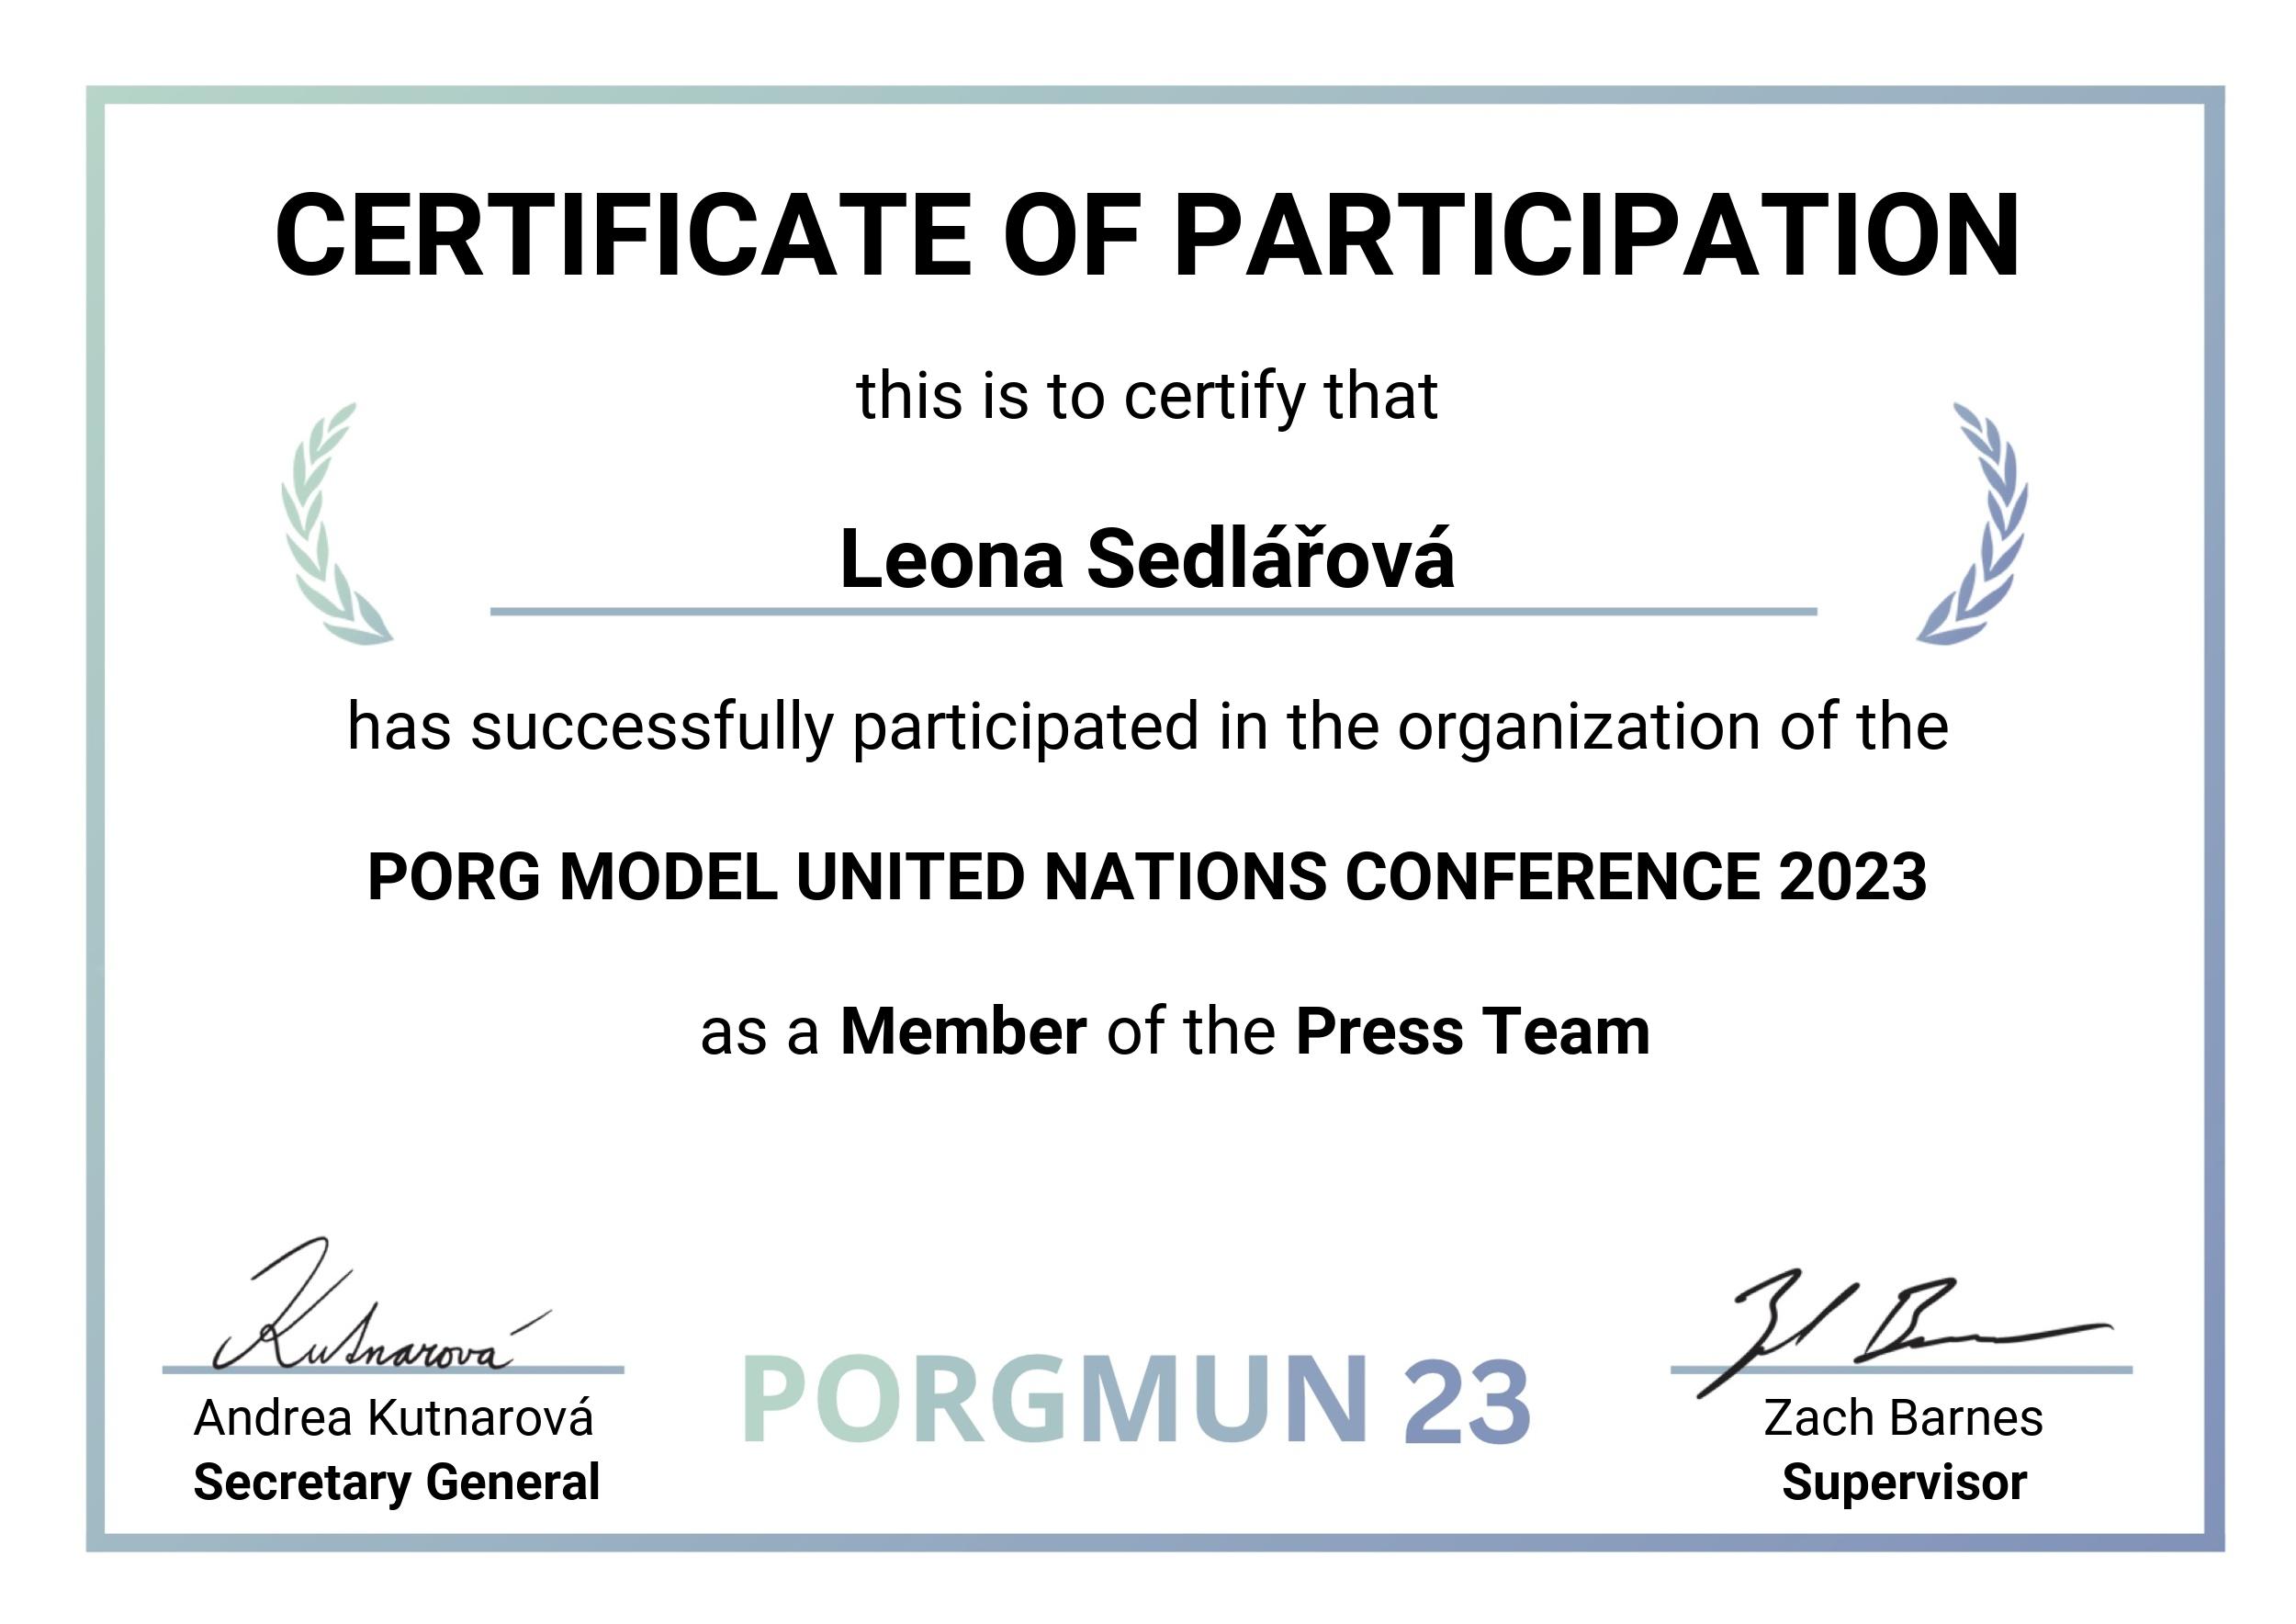 CERTIFICATE OF PARTICIPATION
this is to certify that
Leona Sedlářová
has successfully participated in the organization of the
PORG MODEL UNITED NATIONS CONFERENCE 2023
as a Member of the Press Team
Kutnarová
Andrea Kutnarová
Secretary General
PORGMUN 23
Zach Barnes
Supervisor